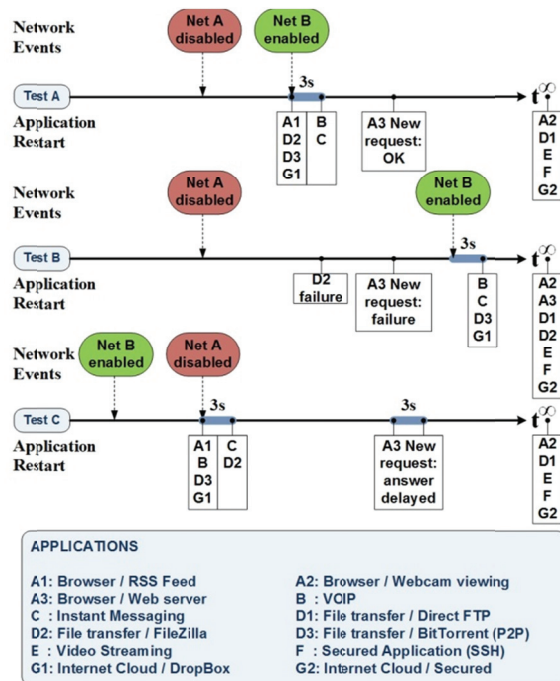 Network Events
Net A disabled
Net B enabled
3s
Test A
t∞
Application Restart
A1
D2
D3
G1
B
C
A3 New request: OK
A2
D1
E
F
G2
Network Events
Net A disabled
Net B enabled
3s
Test B
t∞
Application Restart
D2 failure
A3 New request: failure
B
C
D3
G1
A2
A3
D1
D2
E
F
G2
Network Events
Net B enabled
Net A disabled
3s
3s
Test C
t∞
Application Restart
A1
B
D3
G1
C
D2
A3 New request: answer delayed
A2
D1
E
F
G2
APPLICATIONS
A1: Browser / RSS Feed
A2: Browser / Webcam viewing
A3: Browser / Web server
B : VCIP
C : Instant Messaging
D1: File transfer / Direct FTP
D2: File transfer / FileZilla
D3: File transfer / BitTorrent (P2P)
E : Video Streaming
F : Secured Application (SSH)
G1: Internet Cloud / DropBox
G2: Internet Cloud / Secured